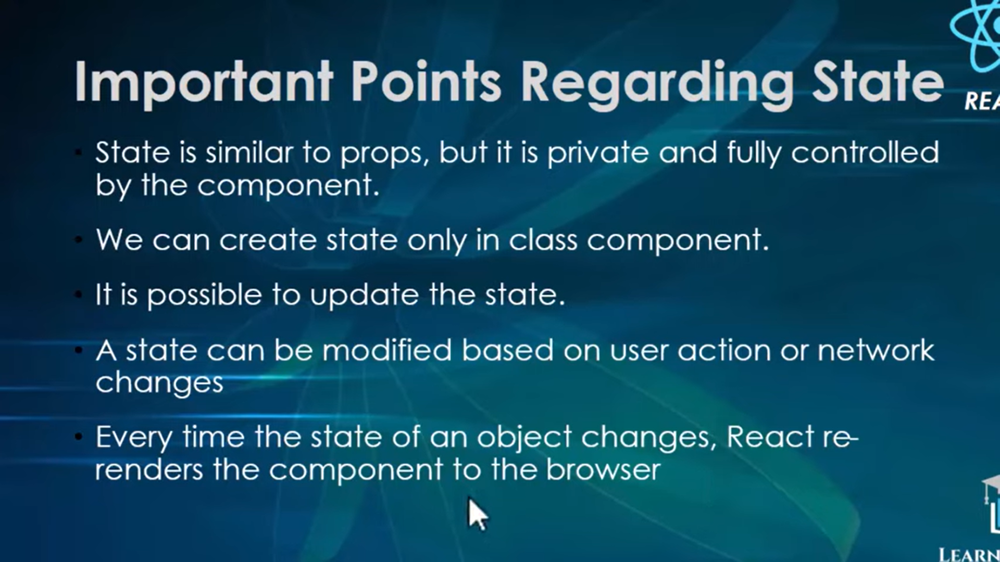 Important Points Regarding State
State is similar to props, but it is private and fully controlled
by the component.
We can create state only in class component.
It is possible to update the state.
A state can be modified based on user action or network
changes
Every time the state of an object changes, React re-
renders the component to the browser